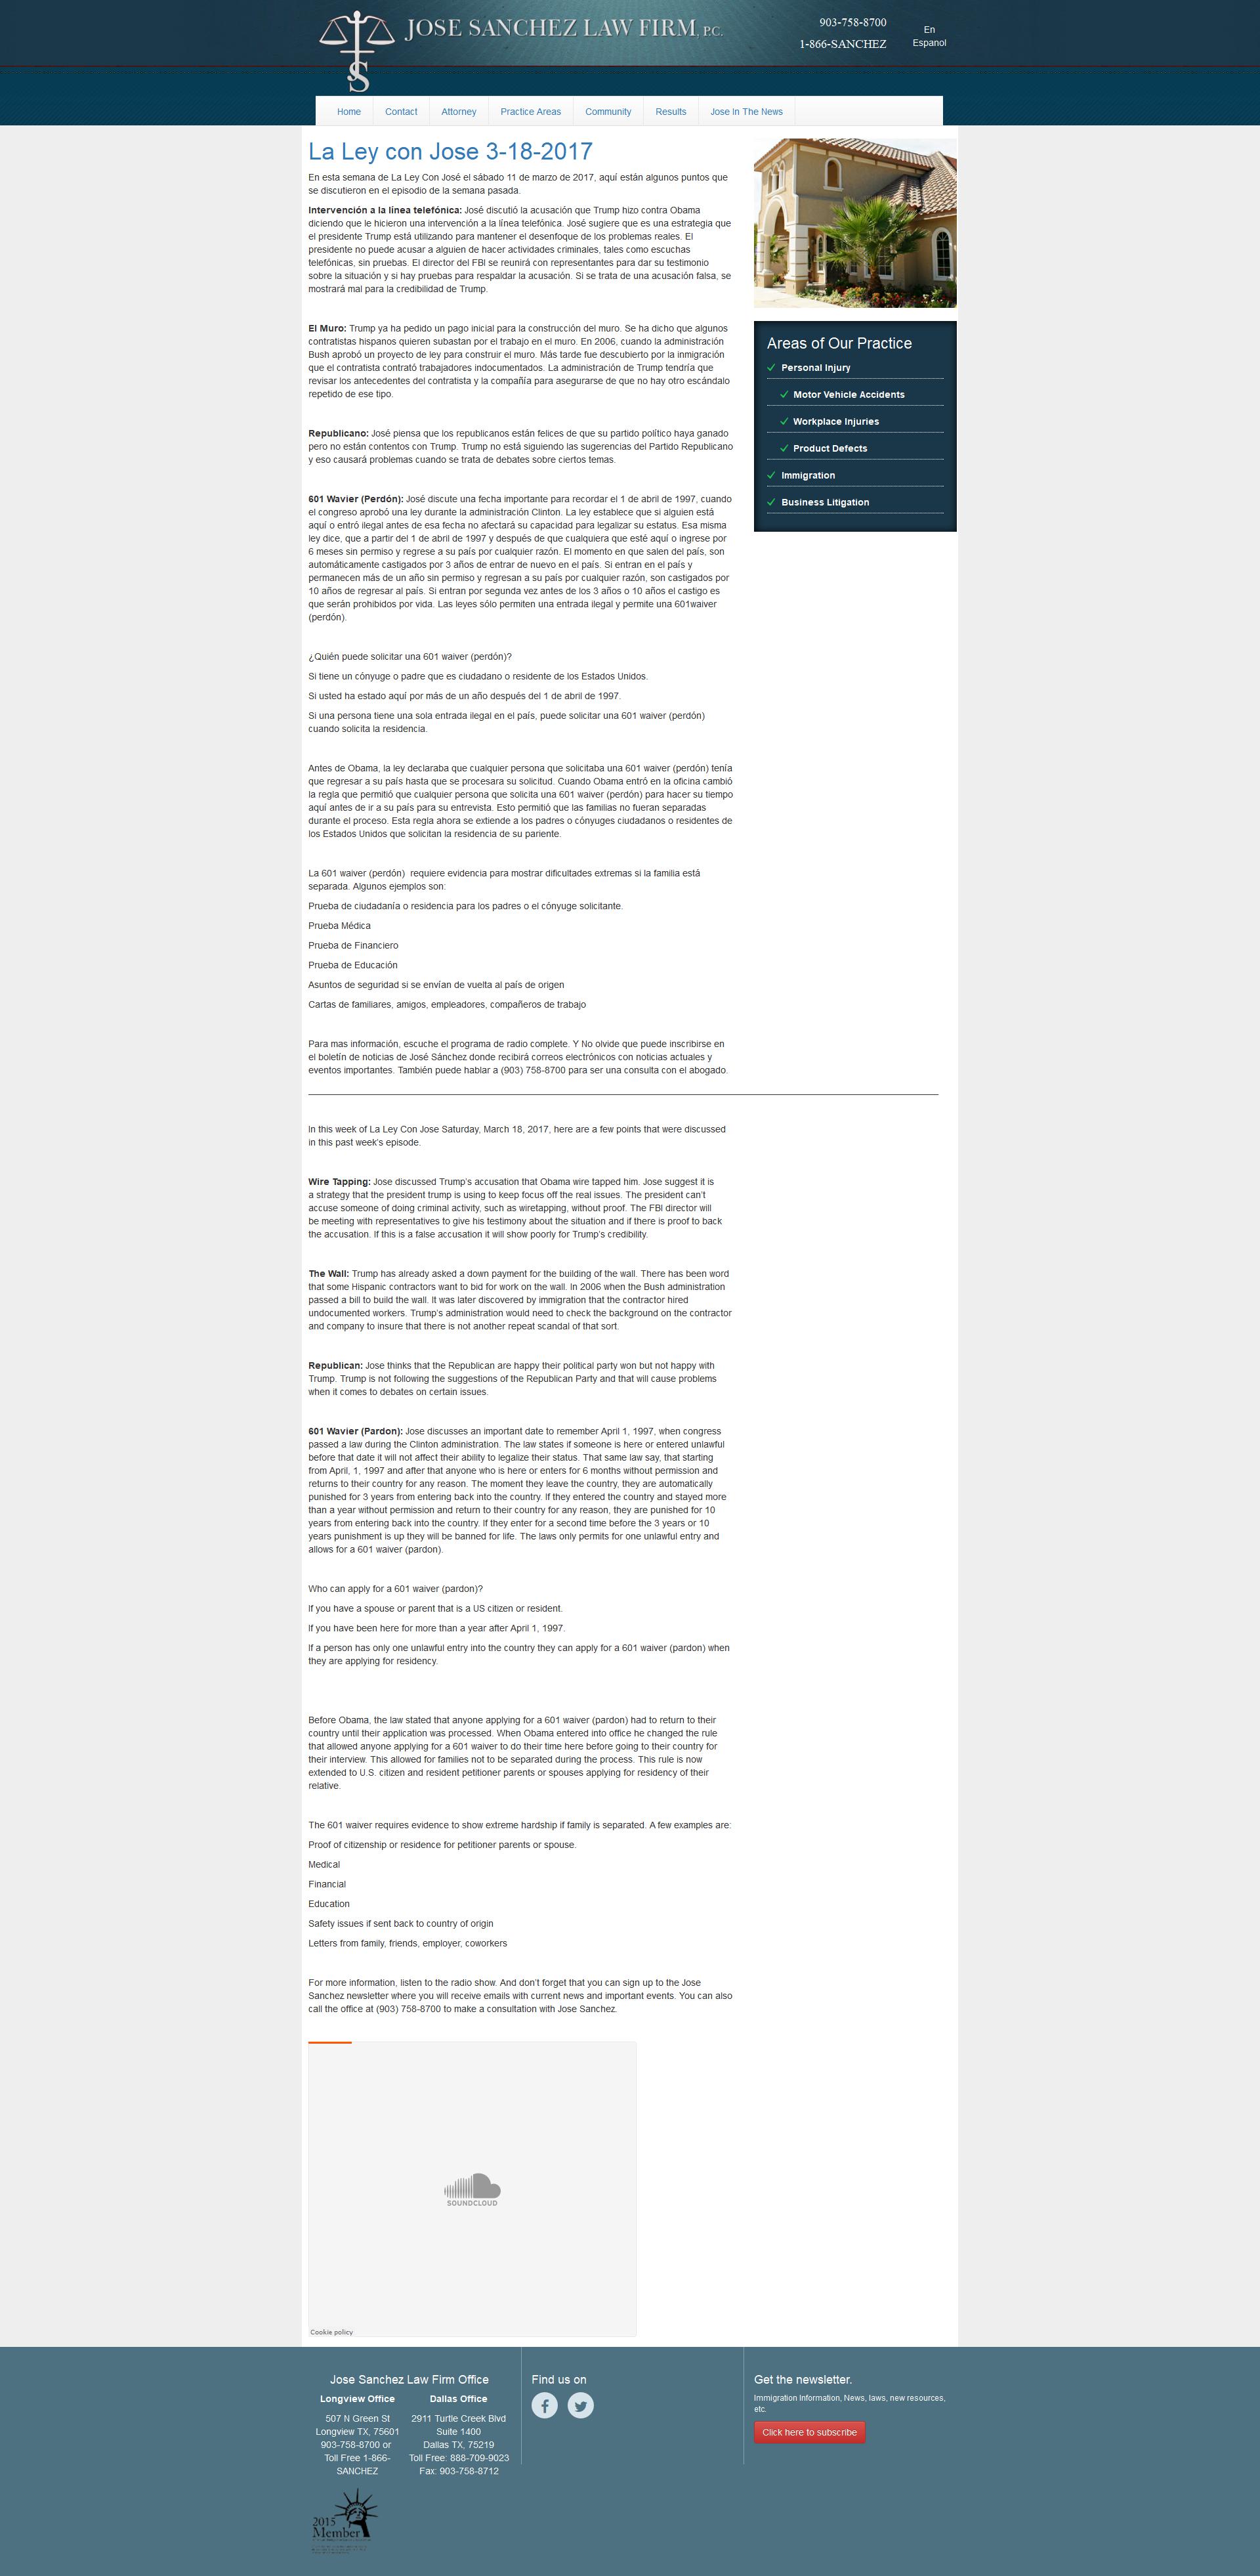 JOSE SANCHEZ LAW FIRM, P.C.
903-758-8700
1-866-SANCHEZ
En
Espanol
JS
Home
Contact
Attorney
Practice Areas
Community
Results
Jose In The News
La Ley con Jose 3-18-2017
En esta semana de La Ley Con José el sábado 11 de marzo de 2017, aquí están algunos puntos que
se discutieron en el episodio de la semana pasada.
Intervención a la línea telefónica: José discutió la acusación que Trump hizo contra Obama
diciendo que le hicieron una intervención a la línea telefónica. José sugiere que es una estrategia que
el presidente Trump está utilizando para mantener el desenfoque de los problemas reales. El
presidente no puede acusar a alguien de hacer actividades criminales, tales como escuchas
telefónicas, sin pruebas. El director del FBI se reunirá con representantes para dar su testimonio
sobre la situación y si hay pruebas para respaldar la acusación. Si se trata de una acusación falsa, se
mostrará mal para la credibilidad de Trump.
El Muro: Trump ya ha pedido un pago inicial para la construcción del muro. Se ha dicho que algunos
contratistas hispanos quieren subastan por el trabajo en el muro. En 2006, cuando la administración
Bush aprobó un proyecto de ley para construir el muro. Más tarde fue descubierto por la inmigración
que el contratista contrató trabajadores indocumentados. La administración de Trump tendría que
revisar los antecedentes del contratista y la compañía para asegurarse de que no hay otro escándalo
repetido de ese tipo.
Republicano: José piensa que los republicanos están felices de que su partido político haya ganado
pero no están contentos con Trump. Trump no está siguiendo las sugerencias del Partido Republicano
y eso causará problemas cuando se trata de debates sobre ciertos temas.
601 Wavier (Perdón): José discute una fecha importante para recordar el 1 de abril de 1997, cuando
el congreso aprobó una ley durante la administración Clinton. La ley establece que si alguien está
aquí o entró ilegal antes de esa fecha no afectará su capacidad para legalizar su estatus. Esa misma
ley dice, que a partir del 1 de abril de 1997 y después de que cualquiera que esté aquí o ingrese por
6 meses sin permiso y regrese a su país por cualquier razón. El momento en que salen del país, son
automáticamente castigados por 3 años de entrar de nuevo en el país. Si entran en el país y
permanecen más de un año sin permiso y regresan a su país por cualquier razón, son castigados por
10 años de regresar al país. Si entran por segunda vez antes de los 3 años o 10 años el castigo es
que serán prohibidos por vida. Las leyes sólo permiten una entrada ilegal y permite una 601waiver
(perdón).
¿Quién puede solicitar una 601 waiver (perdón)?
Si tiene un cónyuge o padre que es ciudadano o residente de los Estados Unidos.
Si usted ha estado aquí por más de un año después del 1 de abril de 1997.
Si una persona tiene una sola entrada ilegal en el país, puede solicitar una 601 waiver (perdón)
cuando solicita la residencia.
Antes de Obama, la ley declaraba que cualquier persona que solicitaba una 601 waiver (perdón) tenía
que regresar a su país hasta que se procesara su solicitud. Cuando Obama entró en la oficina cambió
la regla que permitió que cualquier persona que solicita una 601 waiver (perdón) para hacer su tiempo
aquí antes de ir a su país para su entrevista. Esto permitió que las familias no fueran separadas
durante el proceso. Esta regla ahora se extiende a los padres o cónyuges ciudadanos o residentes de
los Estados Unidos que solicitan la residencia de su pariente.
La 601 waiver (perdón) requiere evidencia para mostrar dificultades extremas si la familia está
separada. Algunos ejemplos son:
Prueba de ciudadanía o residencia para los padres o el cónyuge solicitante.
Prueba Médica
Prueba de Financiero
Prueba de Educación
Asuntos de seguridad si se envían de vuelta al país de origen
Cartas de familiares, amigos, empleadores, compañeros de trabajo
Para mas información, escuche el programa de radio complete. Y No olvide que puede inscribirse en
el boletín de noticias de José Sánchez donde recibirá correos electrónicos con noticias actuales y
eventos importantes. También puede hablar a (903) 758-8700 para ser una consulta con el abogado.
In this week of La Ley Con Jose Saturday, March 18, 2017, here are a few points that were discussed
in this past week's episode.
Wire Tapping: Jose discussed Trump's accusation that Obama wire tapped him. Jose suggest it is
a strategy that the president trump is using to keep focus off the real issues. The president can't
accuse someone of doing criminal activity, such as wiretapping, without proof. The FBI director will
be meeting with representatives to give his testimony about the situation and if there is proof to back
the accusation. If this is a false accusation it will show poorly for Trump's credibility.
The Wall: Trump has already asked a down payment for the building of the wall. There has been word
that some Hispanic contractors want to bid for work on the wall. In 2006 when the Bush administration
passed a bill to build the wall. It was later discovered by immigration that the contractor hired
undocumented workers. Trump's administration would need to check the background on the contractor
and company to insure that there is not another repeat scandal of that sort.
Republican: Jose thinks that the Republican are happy their political party won but not happy with
Trump. Trump is not following the suggestions of the Republican Party and that will cause problems
when it comes to debates on certain issues.
601 Wavier (Pardon): Jose discusses an important date to remember April 1, 1997, when congress
passed a law during the Clinton administration. The law states if someone is here or entered unlawful
before that date it will not affect their ability to legalize their status. That same law say, that starting
from April, 1, 1997 and after that anyone who is here or enters for 6 months without permission and
returns to their country for any reason. The moment they leave the country, they are automatically
punished for 3 years from entering back into the country. If they entered the country and stayed more
than a year without permission and return to their country for any reason, they are punished for 10
years from entering back into the country. If they enter for a second time before the 3 years or 10
years punishment is up they will be banned for life. The laws only permits for one unlawful entry and
allows for a 601 waiver (pardon).
Who can apply for a 601 waiver (pardon)?
If you have a spouse or parent that is a US citizen or resident.
If you have been here for more than a year after April 1, 1997.
If a person has only one unlawful entry into the country they can apply for a 601 waiver (pardon) when
they are applying for residency.
Before Obama, the law stated that anyone applying for a 601 waiver (pardon) had to return to their
country until their application was processed. When Obama entered into office he changed the rule
that allowed anyone applying for a 601 waiver to do their time here before going to their country for
their interview. This allowed for families not to be separated during the process. This rule is now
extended to U.S. citizen and resident petitioner parents or spouses applying for residency of their
relative.
The 601 waiver requires evidence to show extreme hardship if family is separated. A few examples are:
Proof of citizenship or residence for petitioner parents or spouse.
Medical
Financial
Education
Safety issues if sent back to country of origin
Letters from family, friends, employer, coworkers
For more information, listen to the radio show. And don't forget that you can sign up to the Jose
Sanchez newsletter where you will receive emails with current news and important events. You can also
call the office at (903) 758-8700 to make a consultation with Jose Sanchez.
SOUNDCLOUD
Cookie policy
Areas of Our Practice
Personal Injury
Motor Vehicle Accidents
Workplace Injuries
Product Defects
Immigration
Business Litigation
Jose Sanchez Law Firm Office
Longview Office
507 N Green St
Longview TX, 75601
903-758-8700 or
Toll Free 1-866-
SANCHEZ
Dallas Office
2911 Turtle Creek Blvd
Suite 1400
Dallas TX, 75219
Toll Free: 888-709-9023
Fax: 903-758-8712
2015
Member
Find us on
Get the newsletter.
Immigration Information, News, laws, new resources,
etc.
Click here to subscribe